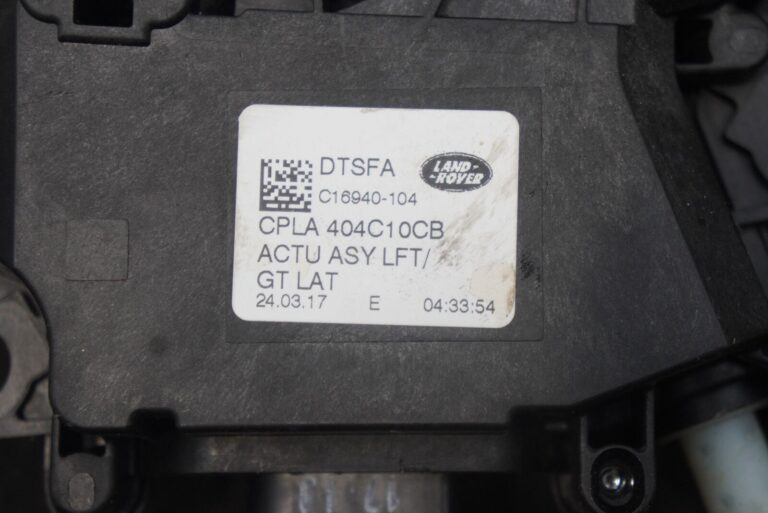 DTSFA
LAND-
-ROVER
C16940-104
CPLA 404C10CB
ACTU ASY LFT/
GT LAT
24.03.17 E 04:33:54